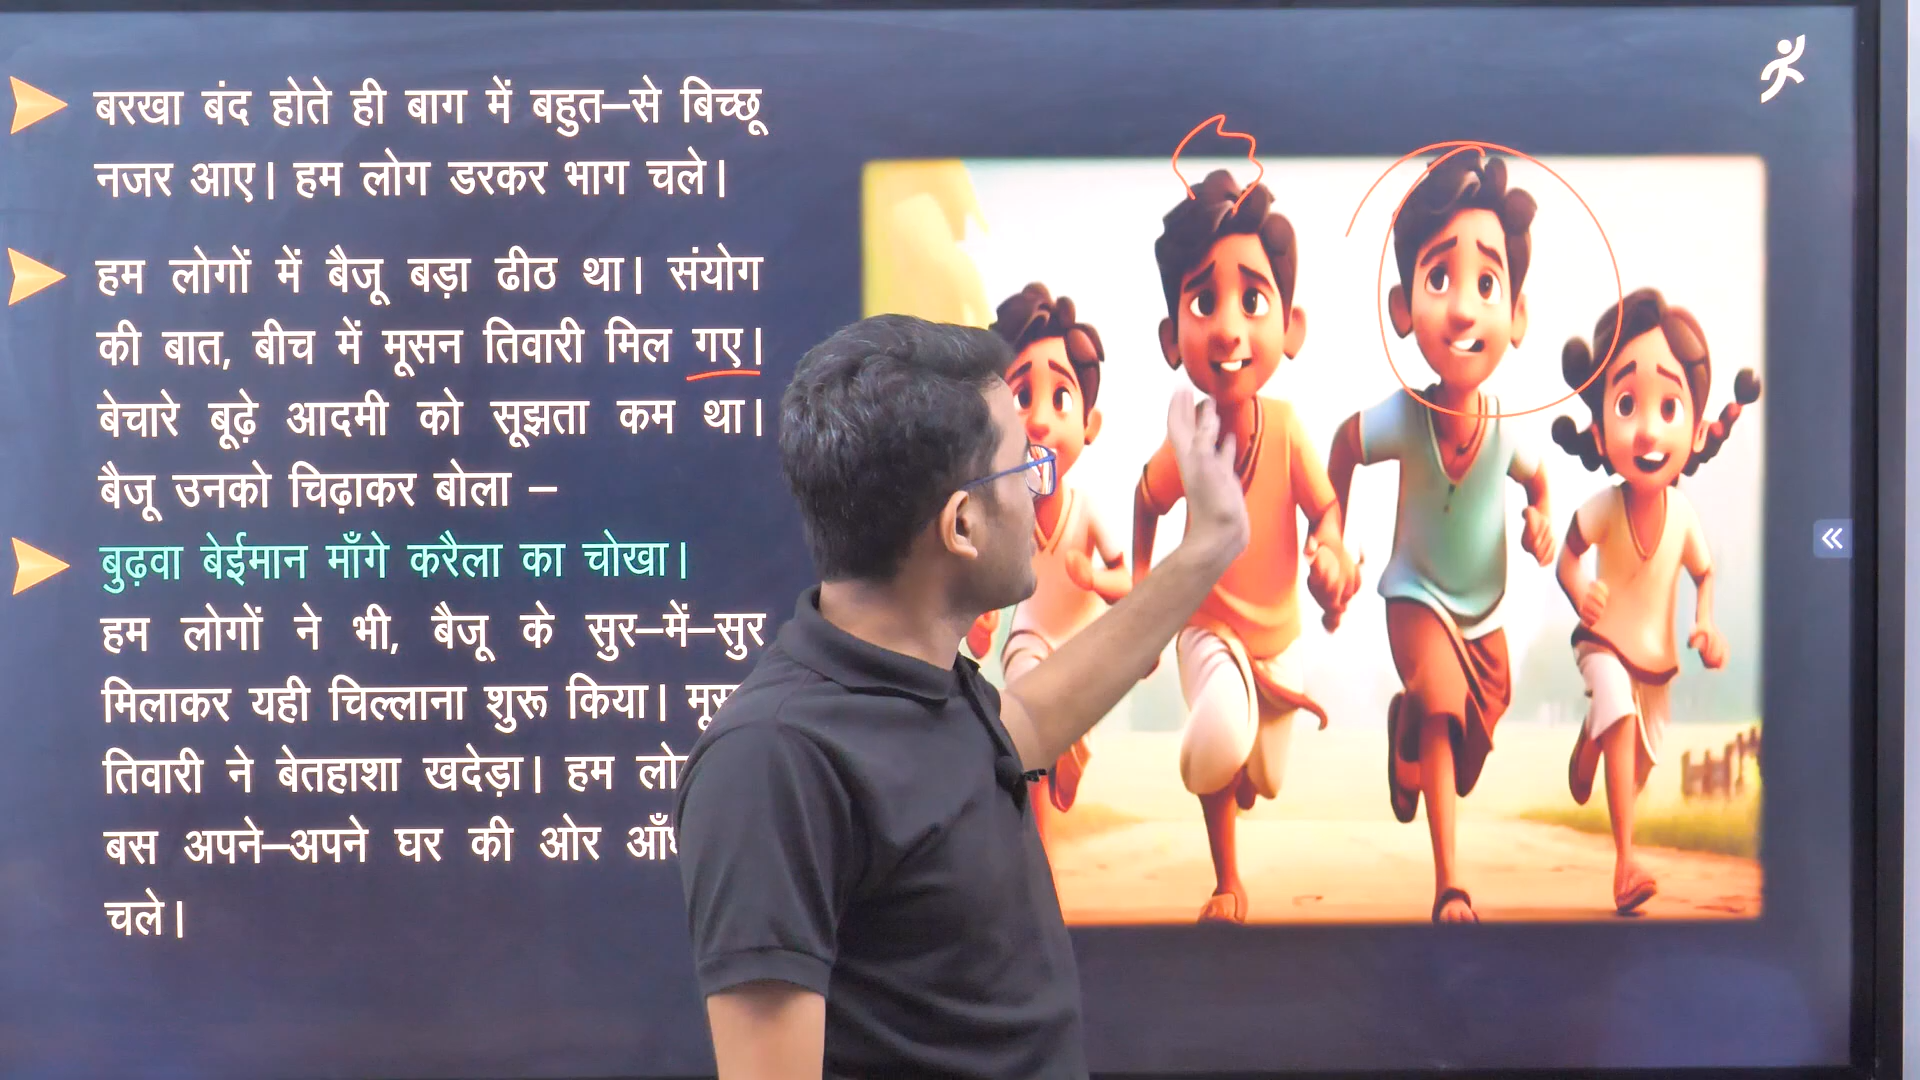 बरखा बंद होते ही बाग में बहुत–से बिच्छू
नजर आए। हम लोग डरकर भाग चले।
हम लोगों में बैजू बड़ा ढीठ था। संयोग
की बात, बीच में मूसन तिवारी मिल गए।
बेचारे बूढ़े आदमी को सूझता कम था।
बैजू उनको चिढ़ाकर बोला –
बुढ़वा बेईमान माँगे करैला का चोखा।
हम लोगों ने भी, बैजू के सुर–में–सुर
मिलाकर यही चिल्लाना शुरू किया।
तिवारी ने बेतहाशा खदेड़ा। हम
बस अपने–अपने घर की ओर
चले।